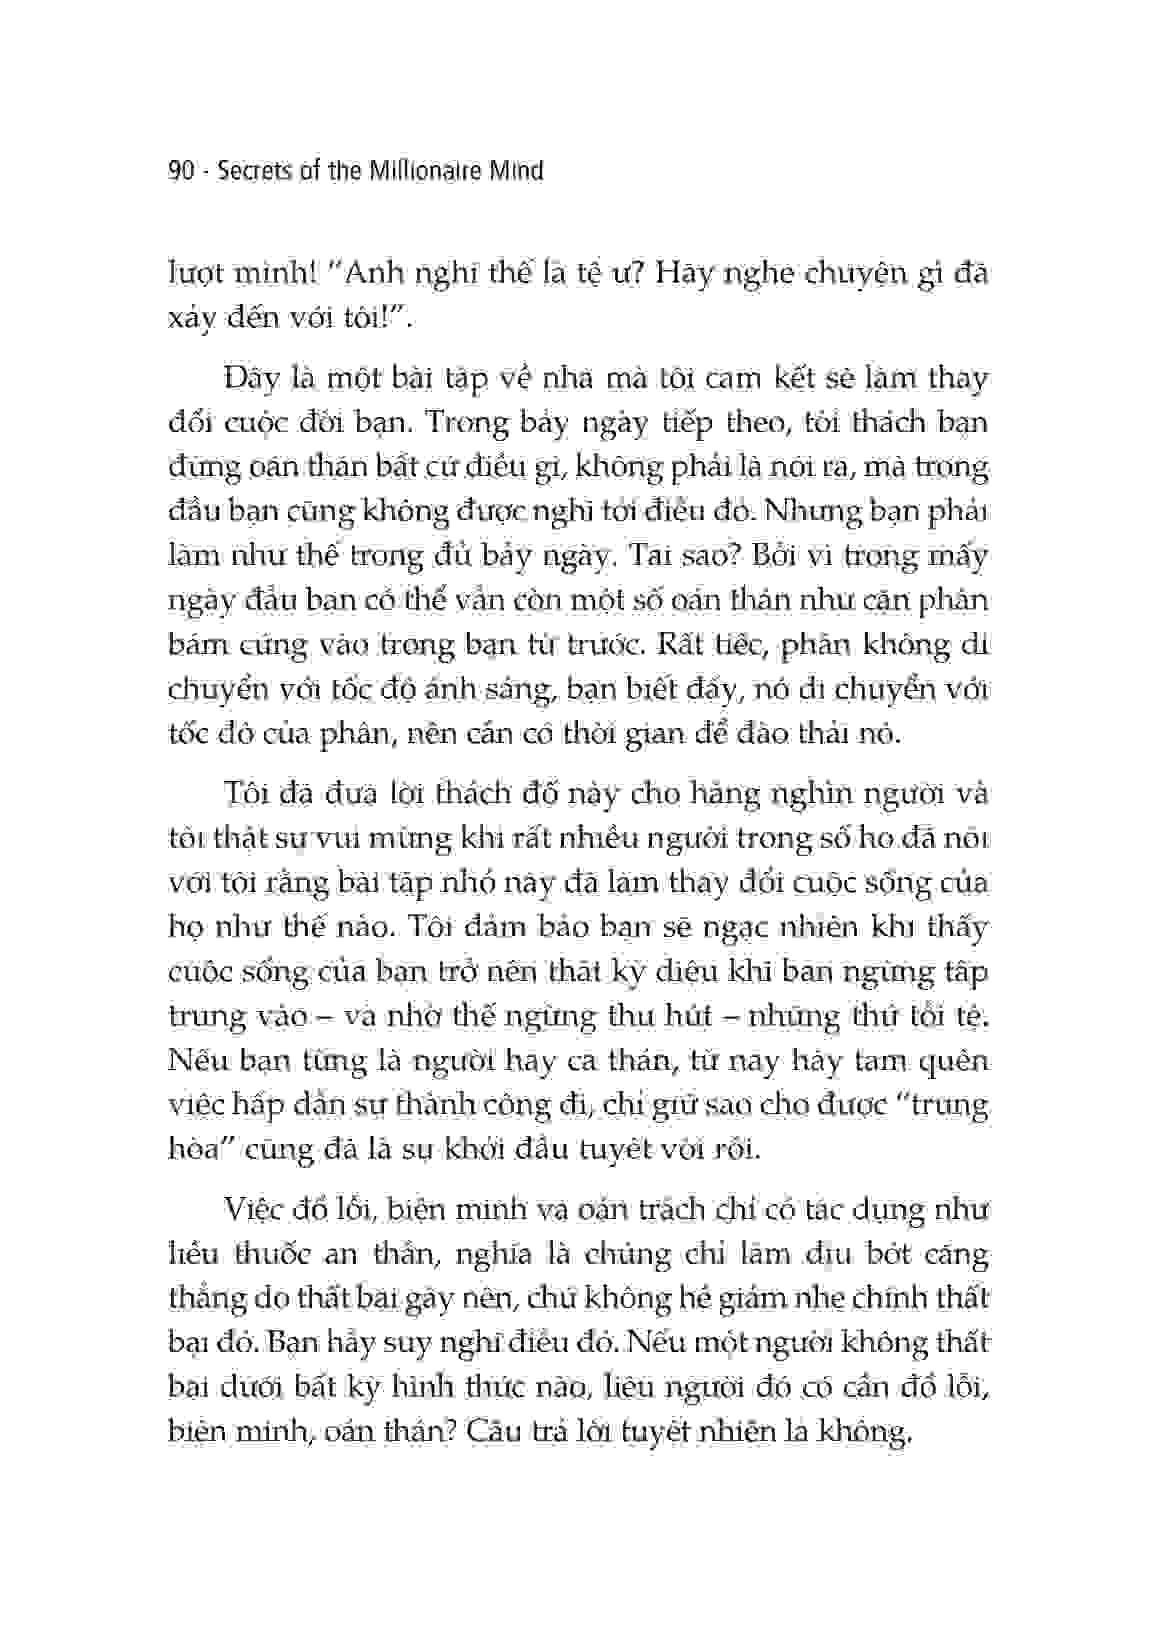 90 - Secrets of the Millionaire Mind
lượt mình! “Anh nghĩ thế là tệ ư? Hãy nghe chuyện gì đã
xảy đến với tôi!”.
Đây là một bài tập về nhà mà tôi cam kết sẽ làm thay
đổi cuộc đời bạn. Trong bảy ngày tiếp theo, tôi thách bạn
đừng oán thán bất cứ điều gì, không phải là nói ra, mà trong
đầu bạn cũng không được nghĩ tới điều đó. Nhưng bạn phải
làm như thế trong đủ bảy ngày. Tại sao? Bởi vì trong mấy
ngày đầu bạn có thể vẫn còn một số oán thán như cặn phân
bám cứng vào trong bạn từ trước. Rất tiếc, phân không di
chuyển với tốc độ ánh sáng, bạn biết đấy, nó di chuyển với
tốc độ của phân, nên cần có thời gian để đào thải nó.
Tôi đã đưa lời thách đố này cho hàng nghìn người và
tôi thật sự vui mừng khi rất nhiều người trong số họ đã nói
với tôi rằng bài tập nhỏ này đã làm thay đổi cuộc sống của
họ như thế nào. Tôi đảm bảo bạn sẽ ngạc nhiên khi thấy
cuộc sống của bạn trở nên thật kỳ diệu khi bạn ngừng tập
trung vào – và nhờ thế ngừng thu hút – những thứ tồi tệ.
Nếu bạn từng là người hay ca thán, từ nay hãy tạm quên
việc hấp dẫn sự thành công đi, chỉ giữ sao cho được “trung
hòa” cũng đã là sự khởi đầu tuyệt vời rồi.
Việc đổ lỗi, biện minh và oán trách chỉ có tác dụng như
liều thuốc an thần, nghĩa là chúng chỉ làm dịu bớt căng
thẳng do thất bại gây nên, chứ không hề giảm nhẹ chính thất
bại đó. Bạn hãy suy nghĩ điều đó. Nếu một người không thất
bại dưới bất kỳ hình thức nào, liệu người đó có cần đổ lỗi,
biện minh, oán thán? Câu trả lời tuyệt nhiên là không.